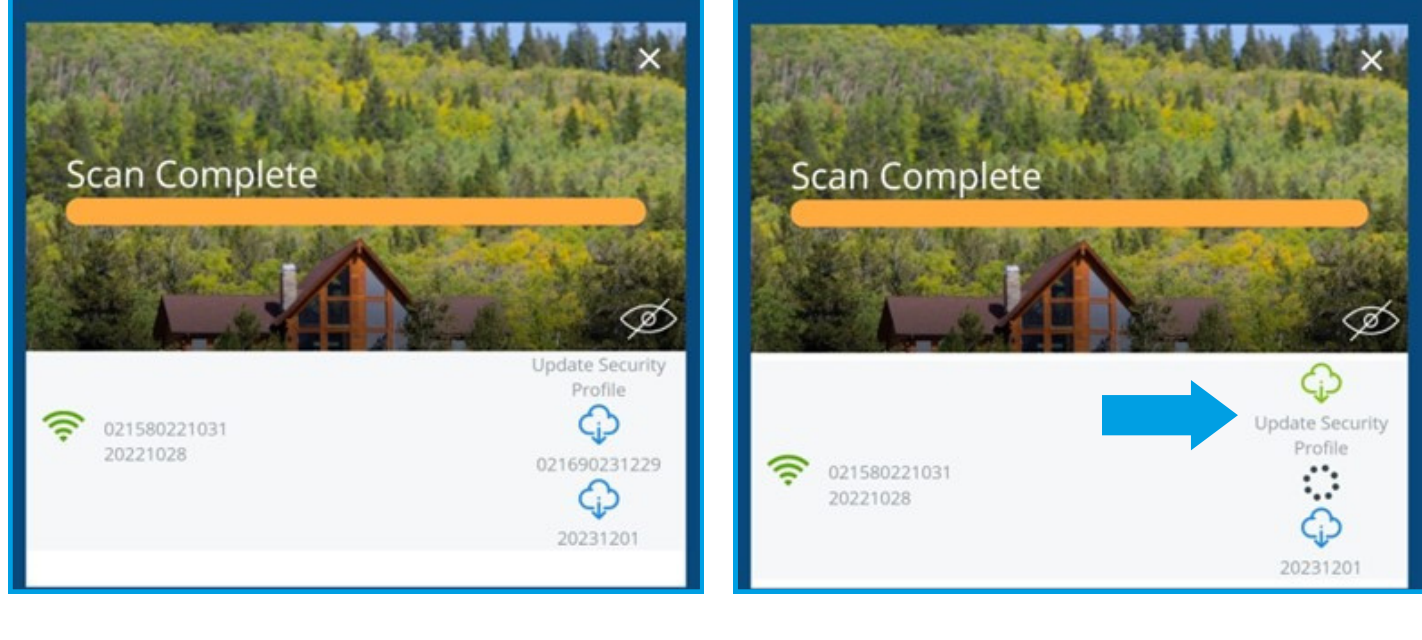 Scan Complete
Update Security
Profile
021580221031
20221028
021690231229
20231201
Scan Complete
Update Security
Profile
021580221031
20221028
20231201